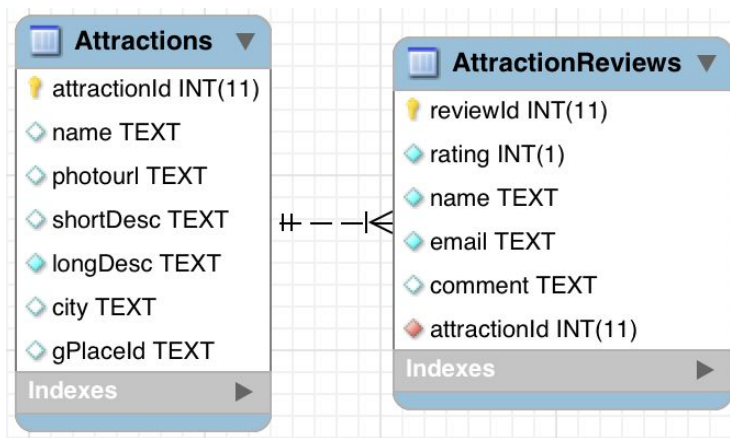 Attractions
attractionId INT(11)
name TEXT
photourl TEXT
shortDesc TEXT
longDesc TEXT
city TEXT
gPlaceId TEXT
Indexes
AttractionReviews
reviewId INT(11)
rating INT(1)
name TEXT
email TEXT
comment TEXT
attractionId INT(11)
Indexes